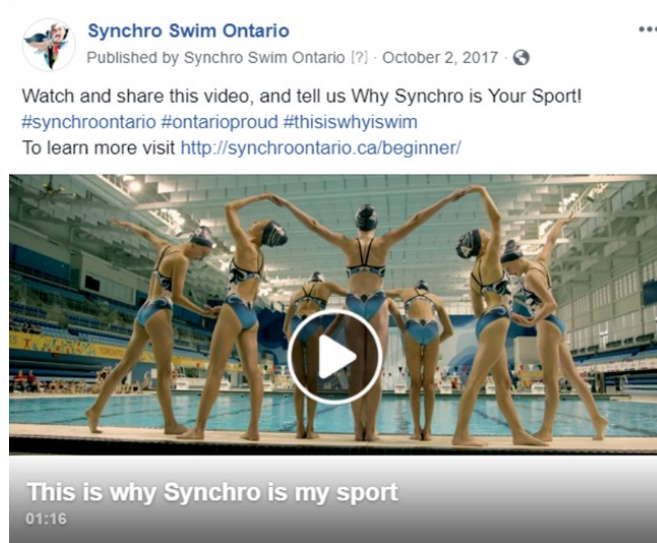 Synchro Swim Ontario
Published by Synchro Swim Ontario [?] · October 2, 2017 ·
Watch and share this video, and tell us Why Synchro is Your Sport!
#synchroontario #ontarioproud #thisiswhyiswim
To learn more visit http://synchroontario.ca/beginner/
TORONTO
This is why Synchro is my sport
01:16